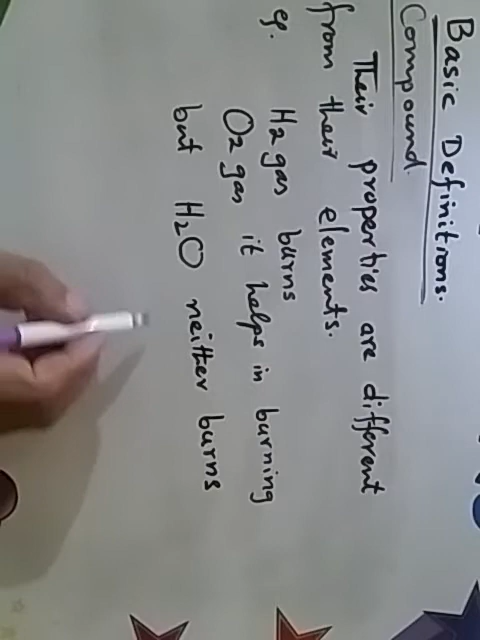 Basic Definitions.
Compound.
Their properties are different
from their elements.
eg.
H2 gas burns
O2 gas it helps in burning
but H2O neither burns